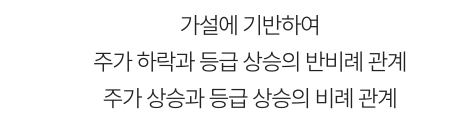 가설에 기반하여
주가 하락과 등급 상승의 반비례 관계
주가 상승과 등급 상승의 비례 관계